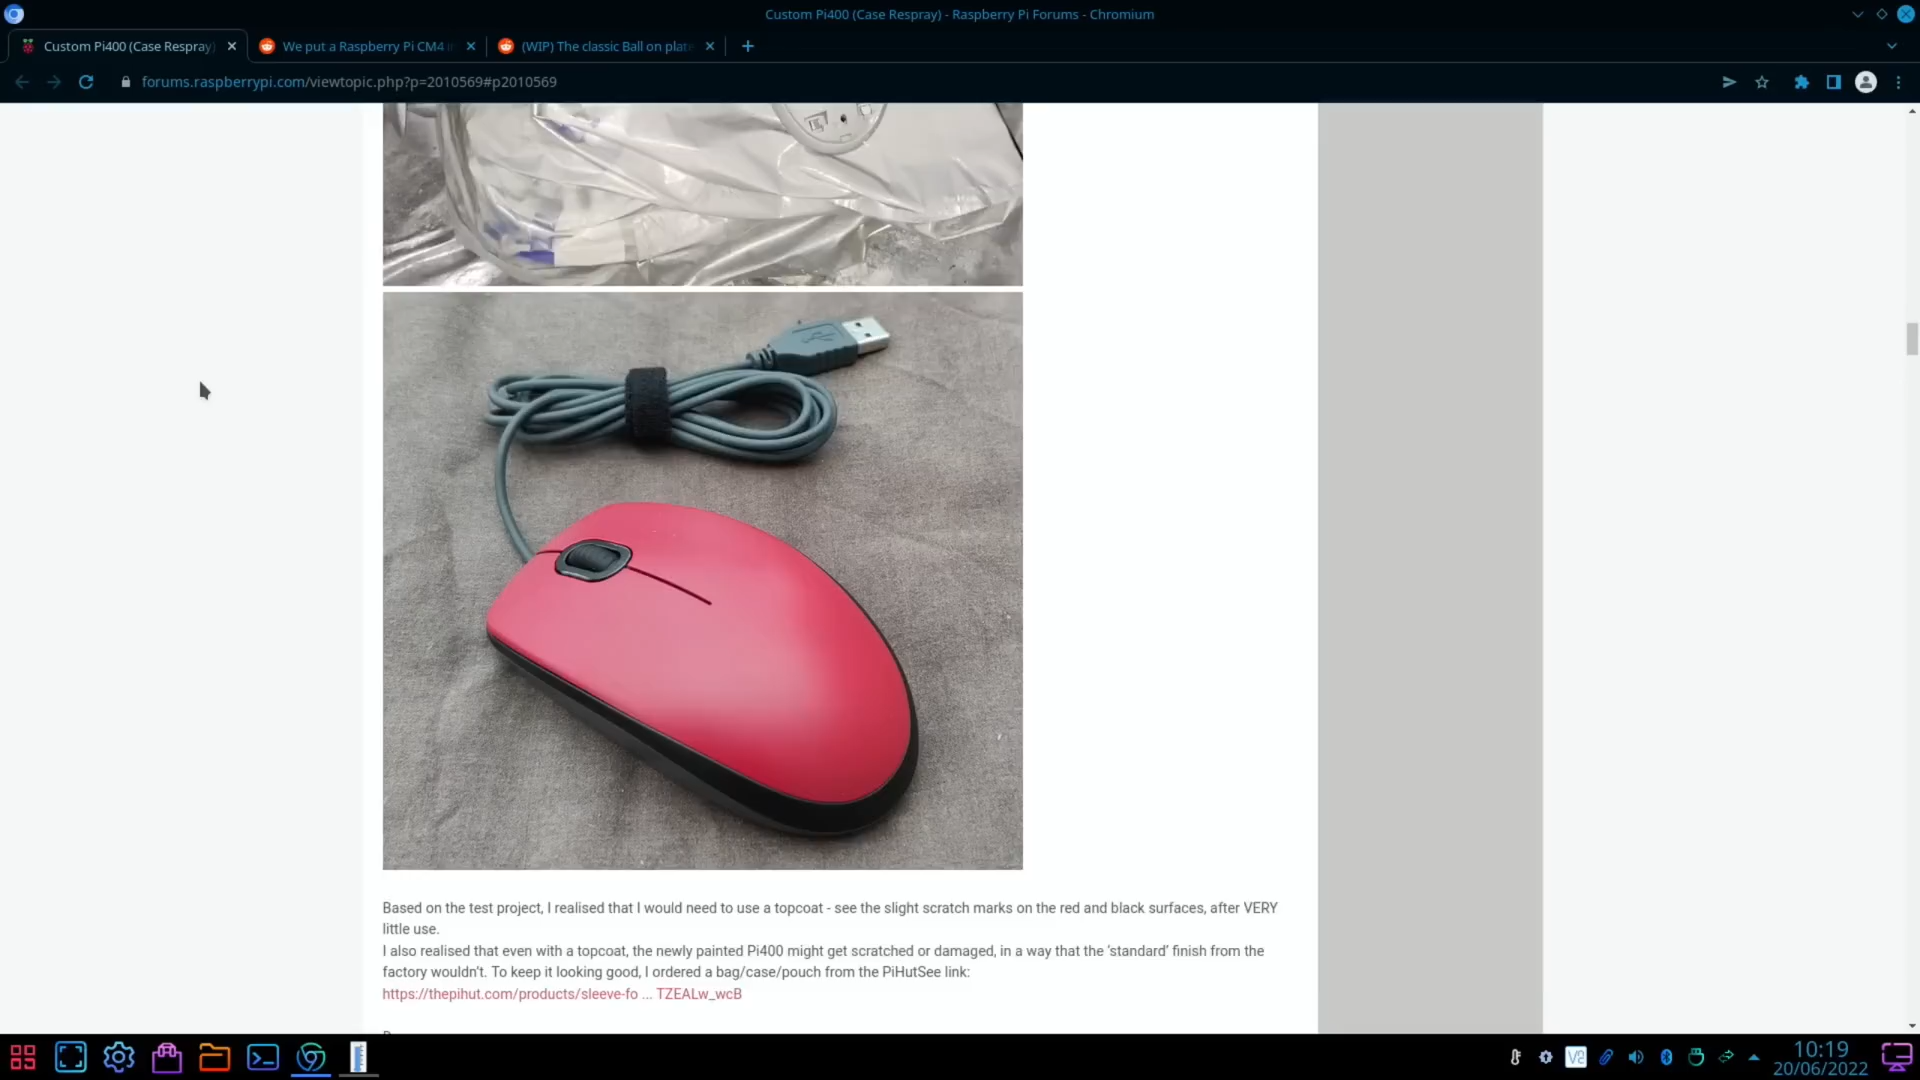 Custom Pi400 (Case Respray) - Raspberry Pi Forums - Chromium
Custom Pi400 (Case Respray)
We put a Raspberry Pi CM4 i
(WIP) The classic Ball on plate
forums.raspberrypi.com/viewtopic.php?p=2010569#p2010569
Based on the test project, I realised that I would need to use a topcoat - see the slight scratch marks on the red and black surfaces, after VERY
little use.
I also realised that even with a topcoat, the newly painted Pi400 might get scratched or damaged, in a way that the ‘standard’ finish from the
factory wouldn’t. To keep it looking good, I ordered a bag/case/pouch from the PiHutSee link:
https://thepihut.com/products/sleeve-fo ... TZEALw_wcB
10:19
20/06/2022